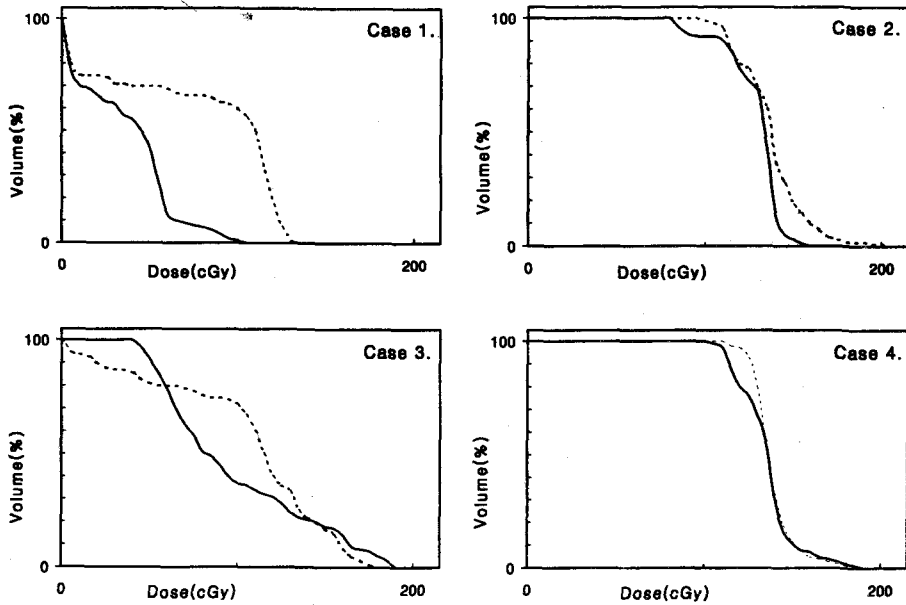 100
Case 1.
Volume(%)
0
0
200
Dose(cGy)
100
Case 2.
Volume(%)
0
0
200
Dose(cGy)
100
Case 3.
Volume(%)
0
0
200
Dose(cGy)
100
Case 4.
Volume(%)
0
0
200
Dose(cGy)